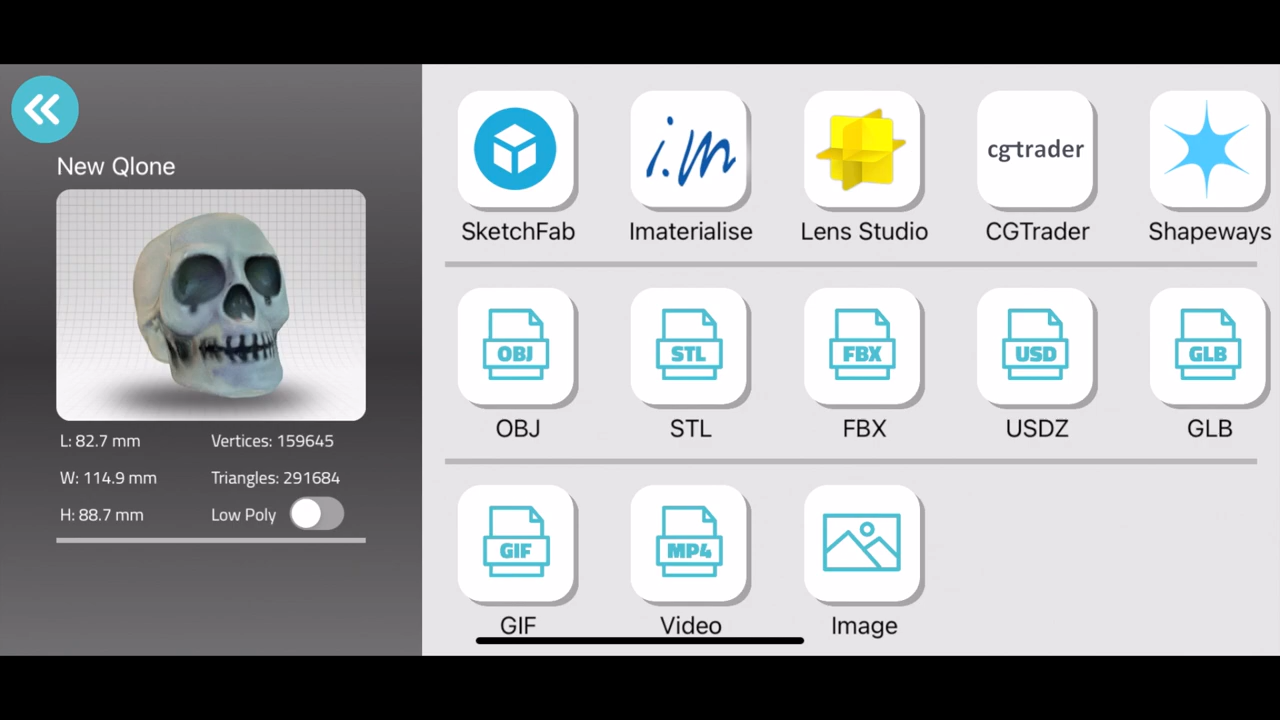 New Qlone
L: 82.7 mm
Vertices: 159645
W: 114.9 mm
Triangles: 291684
H: 88.7 mm
Low Poly
i.m
cgtrader
SketchFab
Imaterialise
Lens Studio
CGTrader
Shapeways
OBJ
STL
FBX
USD
GLB
OBJ
STL
FBX
USDZ
GLB
GIF
MP4
GIF
Video
Image